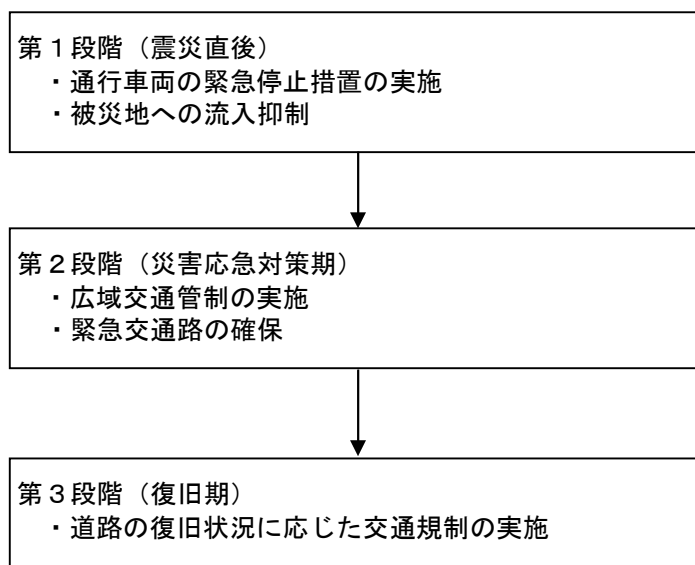 第１段階（震災直後）
・通行車両の緊急停止措置の実施
・被災地への流入抑制
第２段階（災害応急対策期）
・広域交通管制の実施
・緊急交通路の確保
第３段階（復旧期）
・道路の復旧状況に応じた交通規制の実施